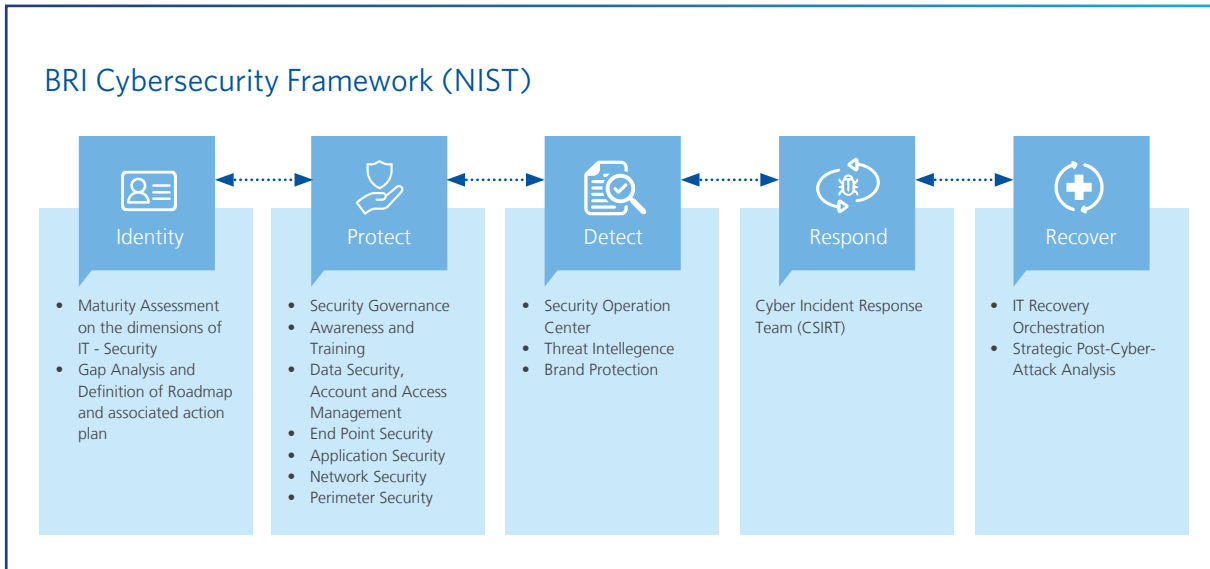 BRI Cybersecurity Framework (NIST)
Identity
• Maturity Assessment
on the dimensions of
IT - Security
• Gap Analysis and
Definition of Roadmap
and associated action
plan
Protect
• Security Governance
• Awareness and
Training
• Data Security,
Account and Access
Management
• End Point Security
• Application Security
• Network Security
• Perimeter Security
Detect
• Security Operation
Center
• Threat Intellegence
• Brand Protection
Respond
Cyber Incident Response
Team (CSIRT)
Recover
• IT Recovery
Orchestration
• Strategic Post-Cyber-
Attack Analysis